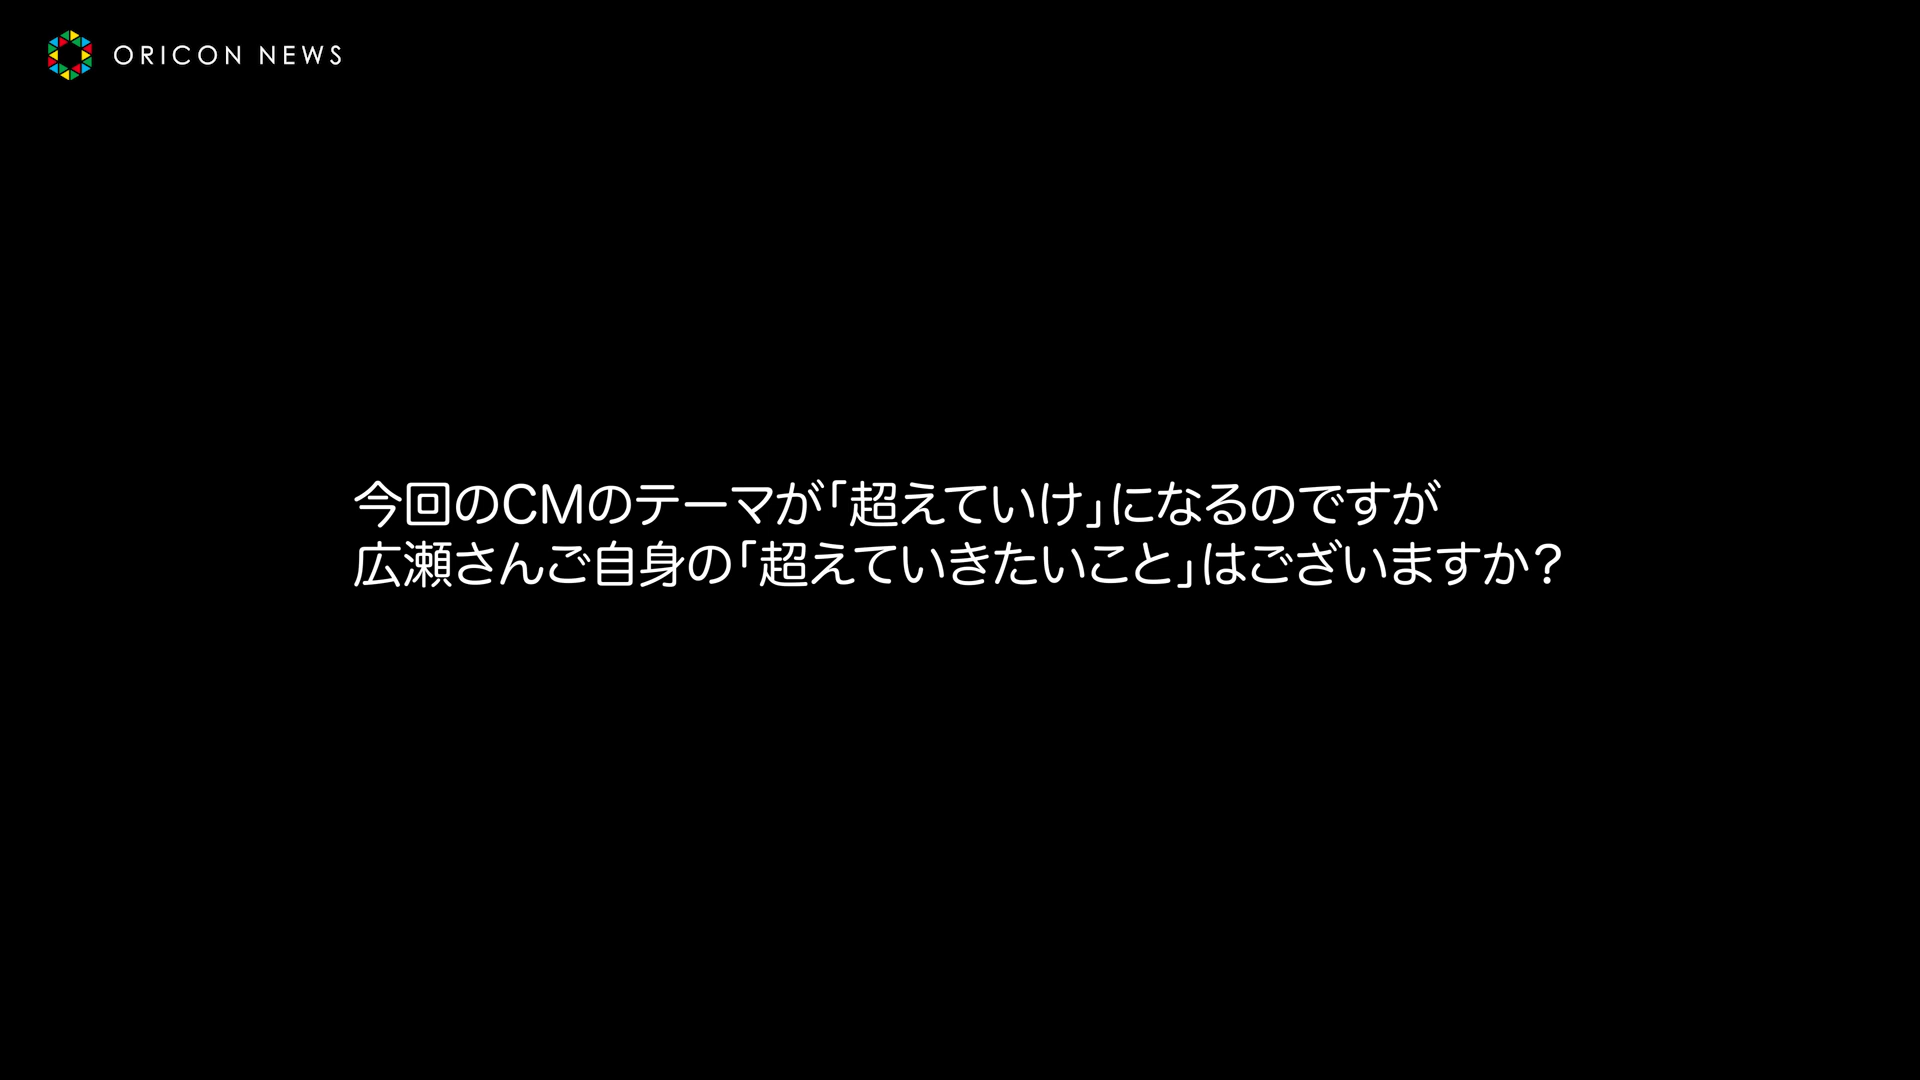 ORICON NEWS
今回のCMのテーマが「超えていけ」になるのですが
広瀬さんご自身の「超えていきたいこと」はございますか?